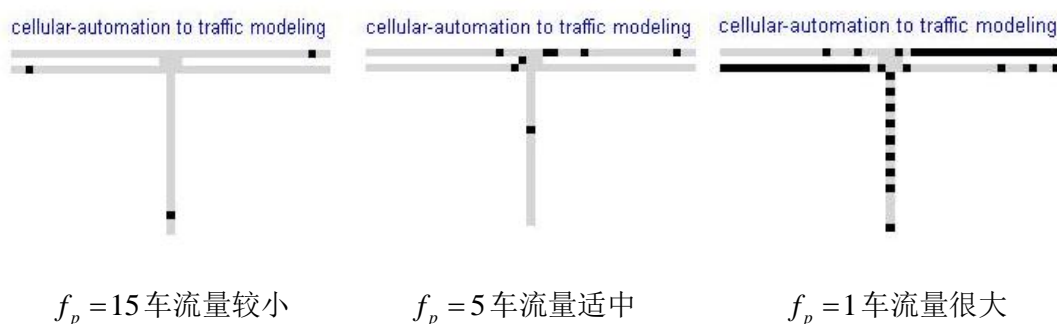 cellular-automation to traffic modeling
cellular-automation to traffic modeling
cellular-automation to traffic modeling
f_p = 15 车流量较小
f_p = 5 车流量适中
f_p = 1 车流量很大